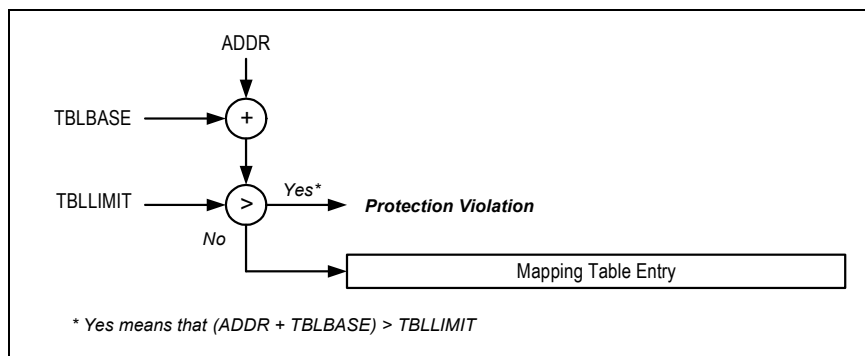 ADDR
TBLBASE
+
TBLLIMIT
>
Yes*
Protection Violation
No
Mapping Table Entry
* Yes means that (ADDR + TBLBASE) > TBLLIMIT